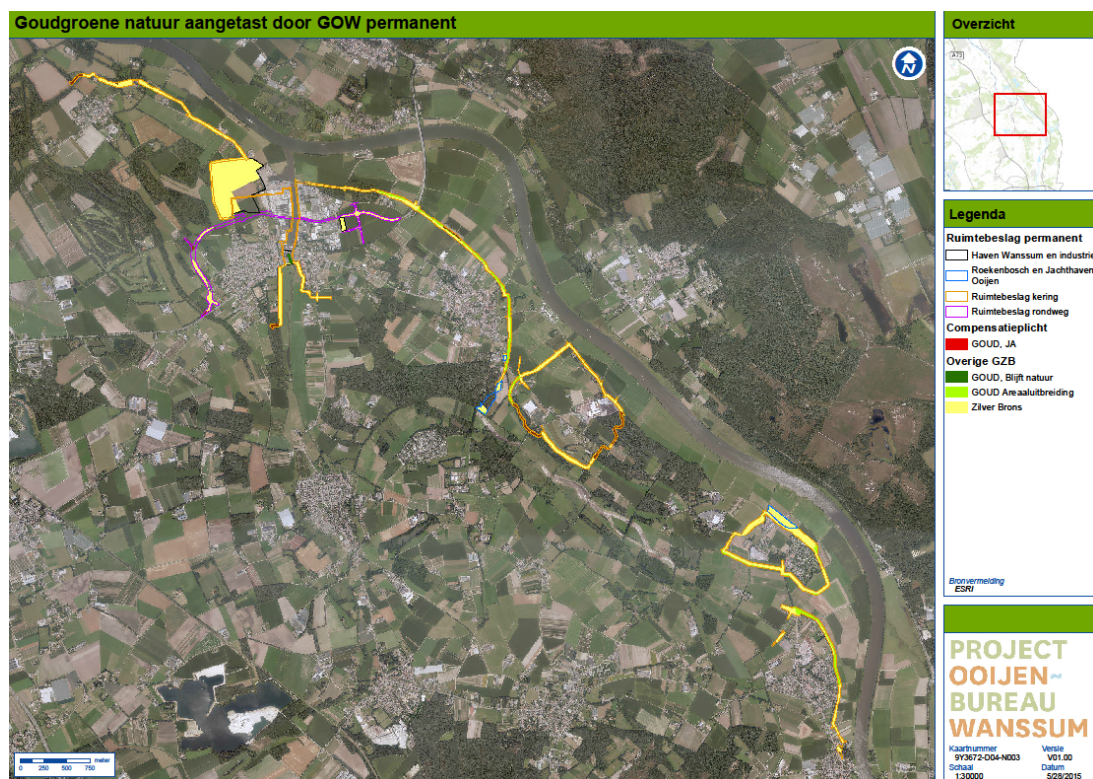 Goudgroene natuur aangetast door GOW permanent
Overzicht
A73
Legenda
Ruimtebeslag permanent
Haven Wanssum en industrie
Roekenbosch en Jachthaven
Ooijen
Ruimtebeslag kering
Ruimtebeslag rondweg
Compensatieplicht
GOUD, JA
Overige GZB
GOUD, Blijft natuur
GOUD Areaaluitbreiding
Zilver Brons
Bronvermelding
ESRI
PROJECT
OOIJEN~
BUREAU
WANSSUM
Kaartnummer Versie
9Y3672-D04-N003 V01.00
Schaal Datum
1:30000 5/28/2015
N
meter
0 250 500 750